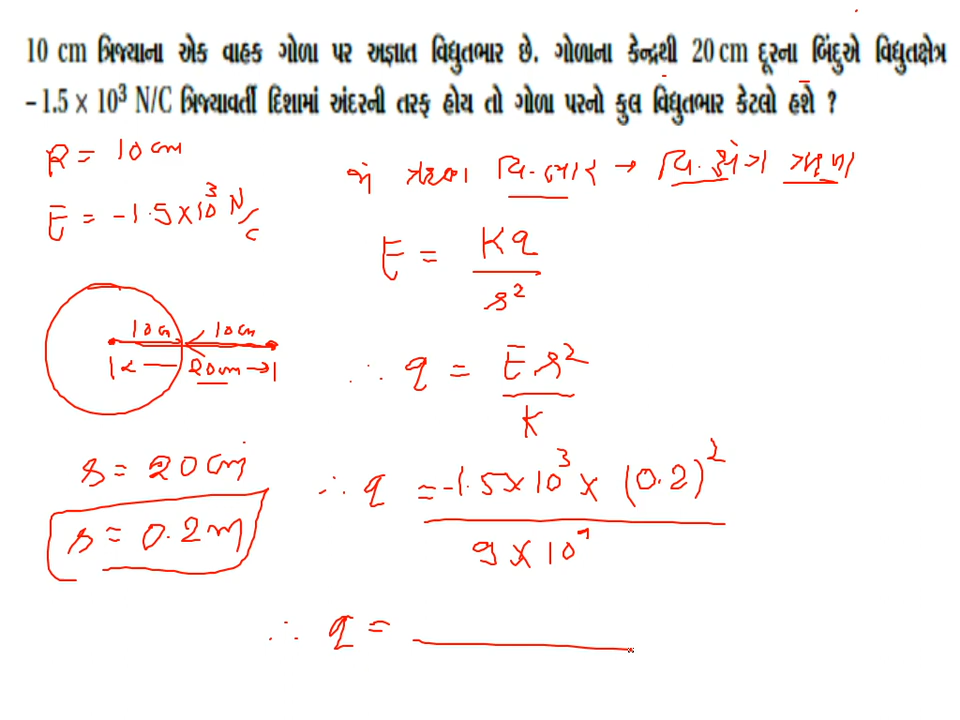 10 cm ત્રિજ્યાના એક વાહક ગોળા પર અજ્ઞાત વિદ્યુતભાર છે. ગોળાના કેન્દ્રથી 20 cm દૂરના બિંદુએ વિદ્યુતક્ષેત્ર
– 1.5 × 10³ N/C ત્રિજ્યાવર્તી દિશામાં અંદરની તરફ હોય તો ગોળા પરનો કુલ વિદ્યુતભાર કેટલો હશે ?
R = 10 cm
E = -1.5 × 10³ N/C
10 cm 10 cm
20 cm
r = 20 cm
r = 0.2 m
વિ. ભાર → વિ. ક્ષેત્ર
E = Kq / r²
∴ q = E r² / K
∴ q = -1.5 × 10³ × (0.2)² / 9 × 10⁹
∴ q =